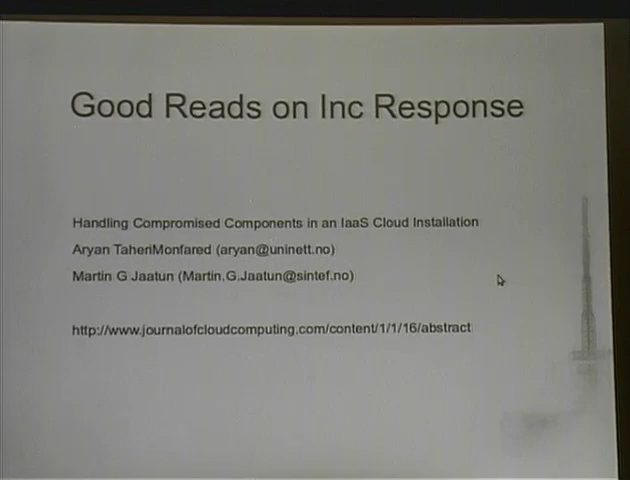 Good Reads on Inc Response
Handling Compromised Components in an IaaS Cloud Installation
Aryan TaheriMonfared (aryan@uninett.no)
Martin G Jaatun (Martin.G.Jaatun@sintef.no)
http://www.journalofcloudcomputing.com/content/1/1/16/abstract